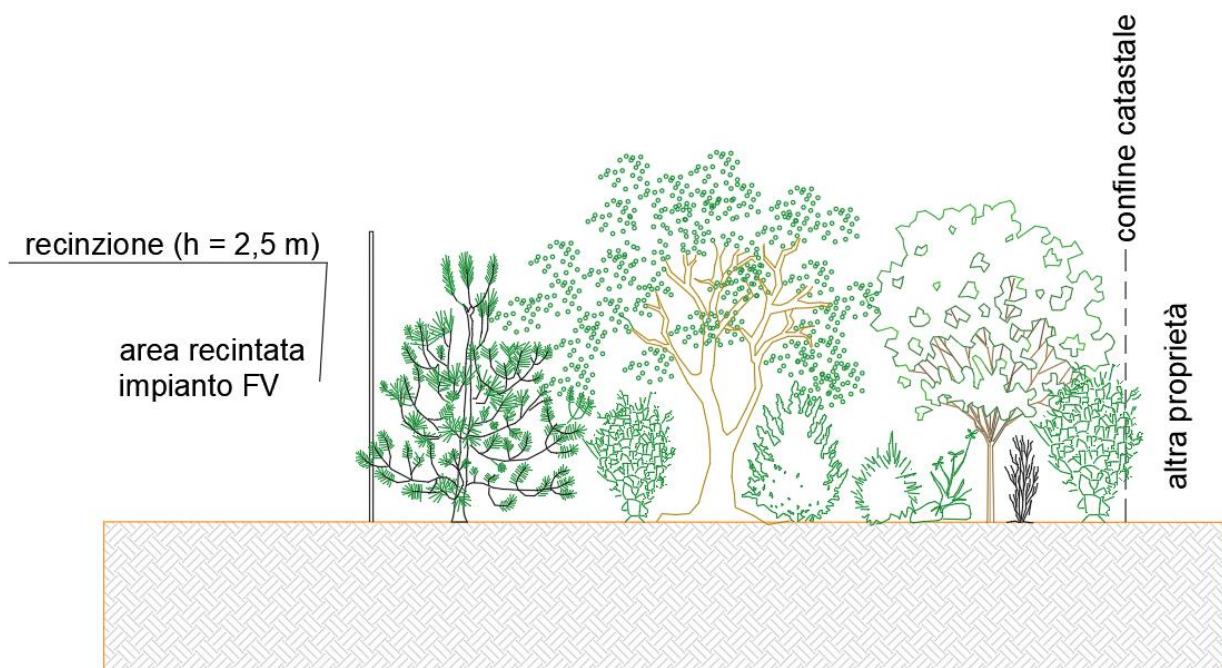 recinzione (h = 2,5 m)
area recintata
impianto FV
confine catastale
altra proprietà